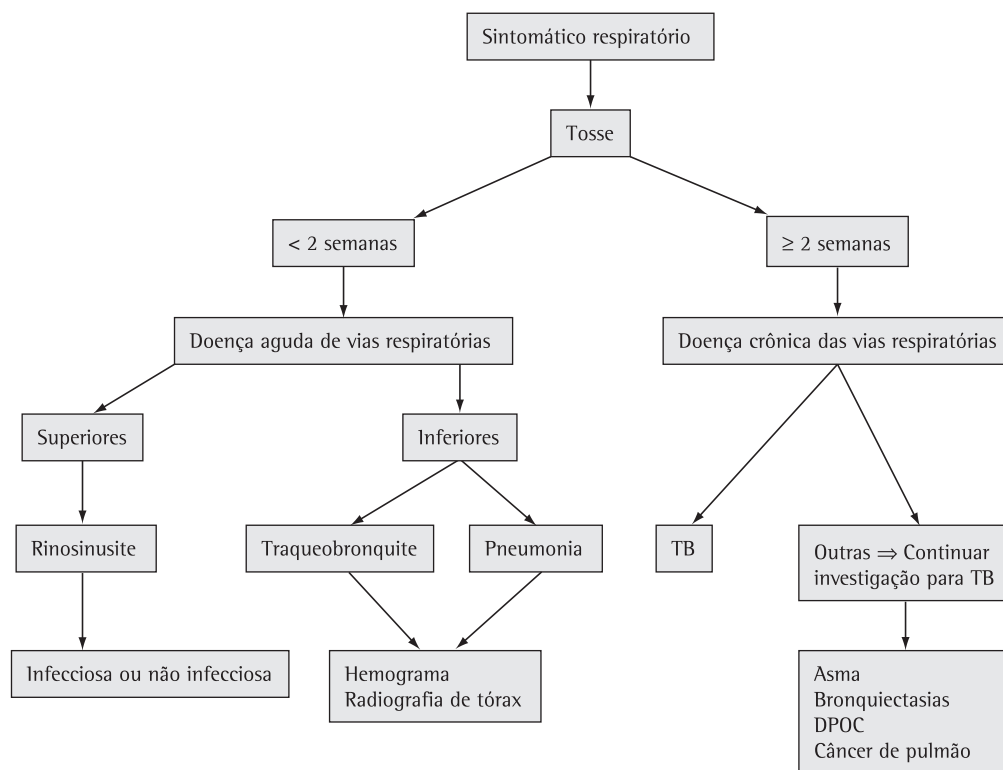 Sintomático respiratório
Tosse
< 2 semanas
≥ 2 semanas
Doença aguda de vias respiratórias
Doença crônica das vias respiratórias
Superiores
Inferiores
Rinosinusite
Traqueobronquite
Pneumonia
TB
Outras ⇒ Continuar
investigação para TB
Infecciosa ou não infecciosa
Hemograma
Radiografia de tórax
Asma
Bronquiectasias
DPOC
Câncer de pulmão